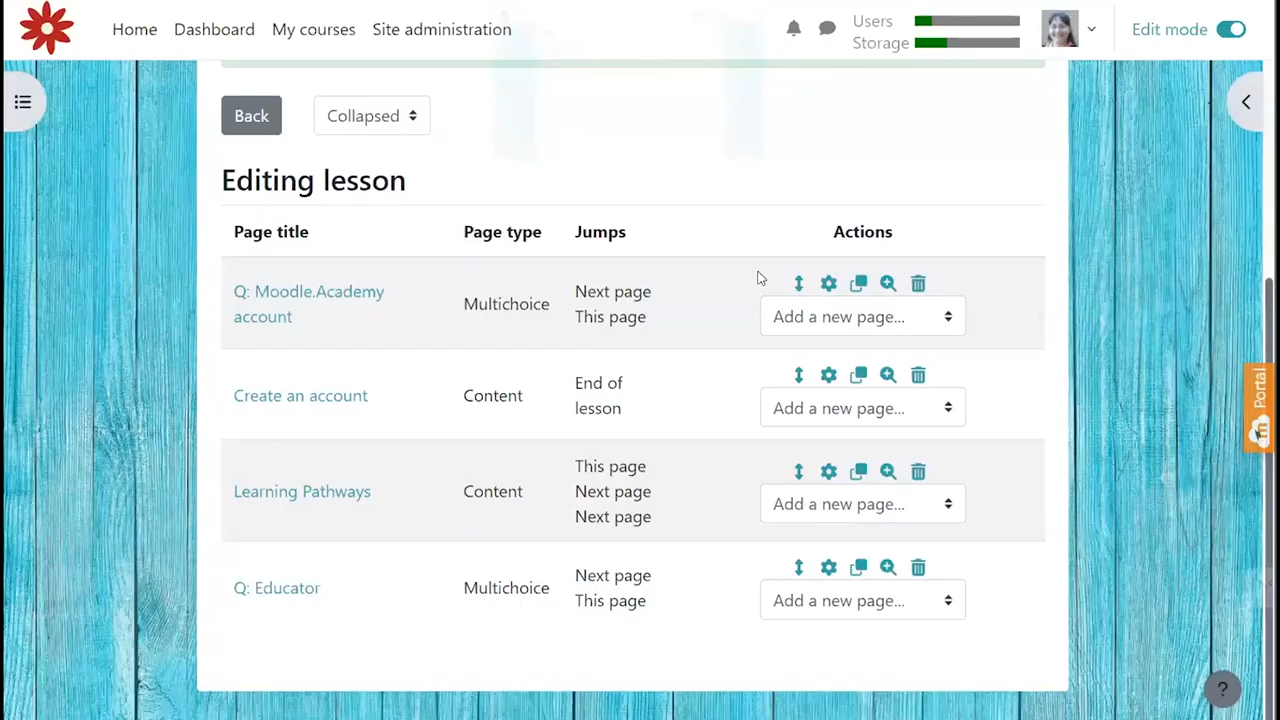 Home Dashboard My courses Site administration
Users
Storage
Edit mode
Back
Collapsed
Editing lesson
Page title Page type Jumps Actions
Q: Moodle.Academy
account
Multichoice
Next page
This page
Add a new page...
Create an account
Content
End of
lesson
Add a new page...
Learning Pathways
Content
This page
Next page
Next page
Add a new page...
Q: Educator
Multichoice
Next page
This page
Add a new page...
Portal
?